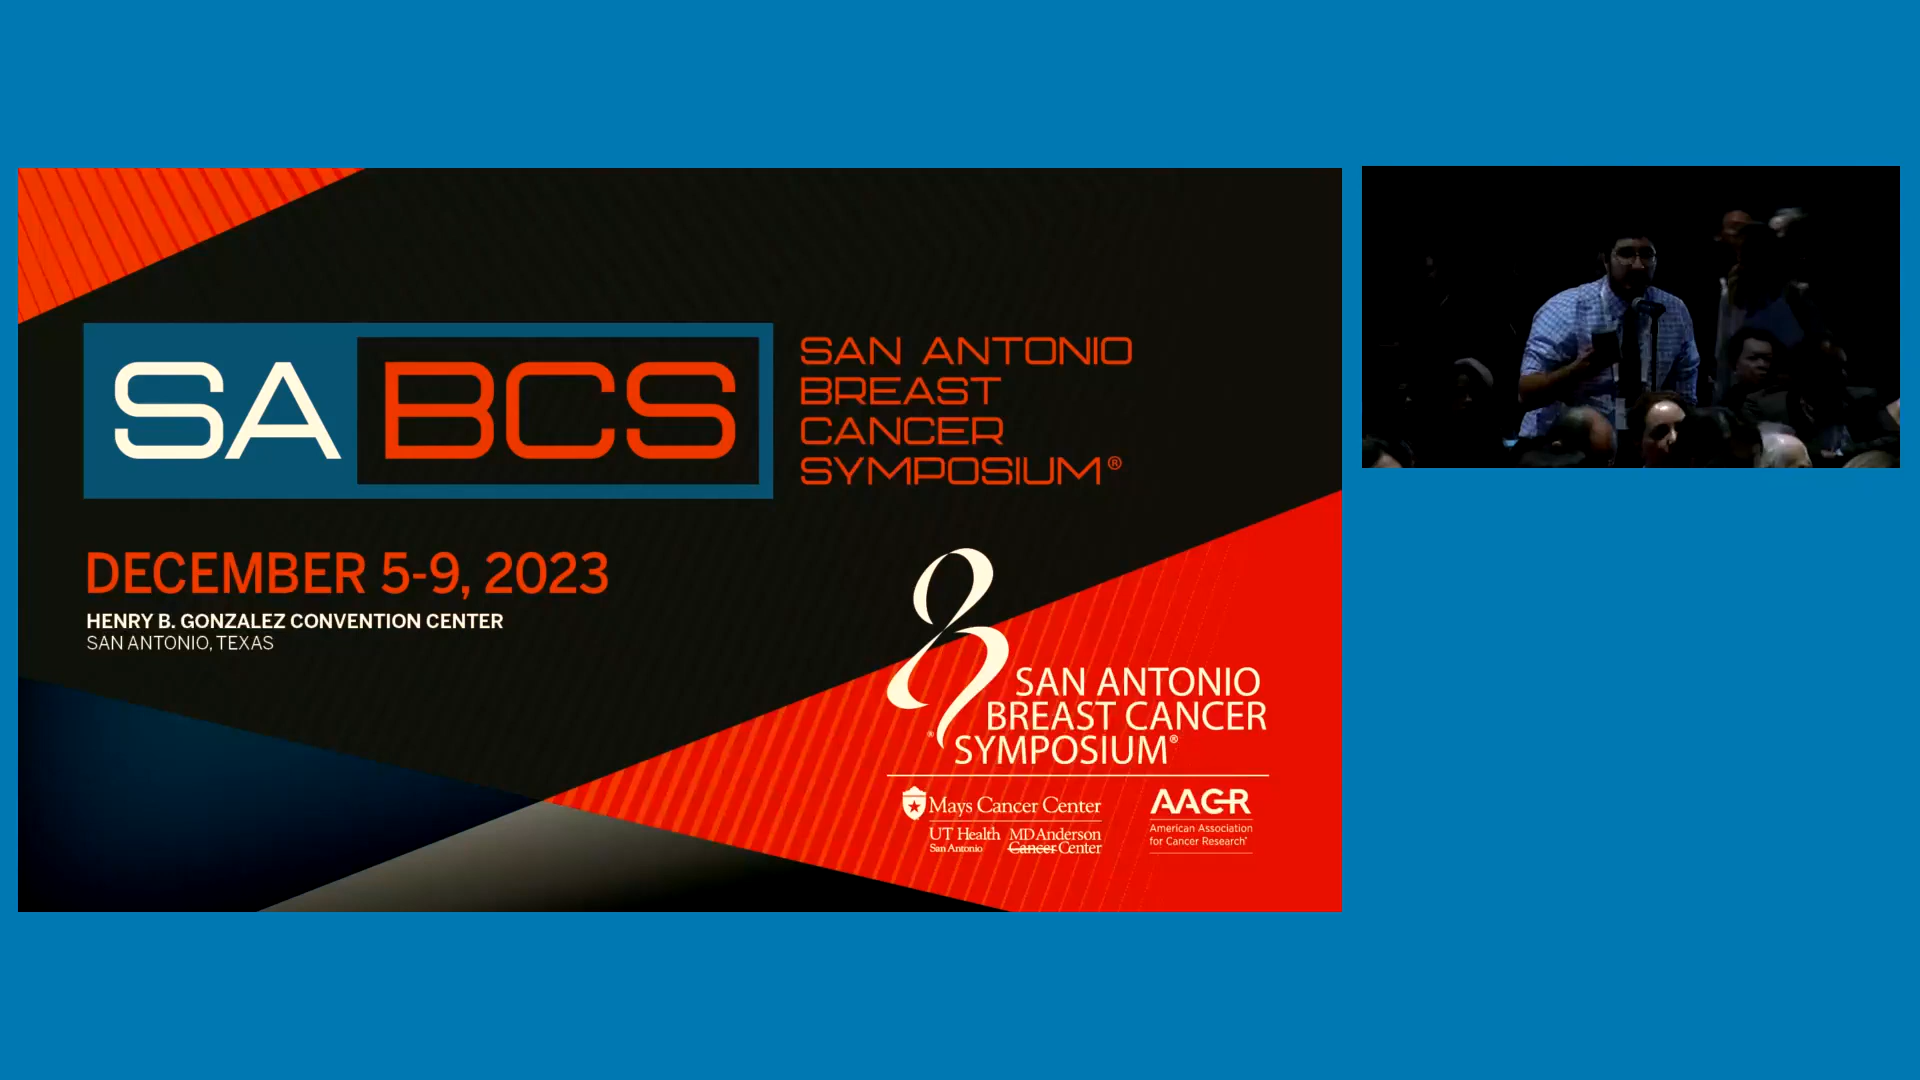 SA BCS
SAN ANTONIO
BREAST
CANCER
SYMPOSIUM®
DECEMBER 5-9, 2023
HENRY B. GONZALEZ CONVENTION CENTER
SAN ANTONIO, TEXAS
SAN ANTONIO
BREAST CANCER
® SYMPOSIUM®
Mays Cancer Center
UT Health
San Antonio
MD Anderson
Cancer Center
AACR
American Association
for Cancer Research®